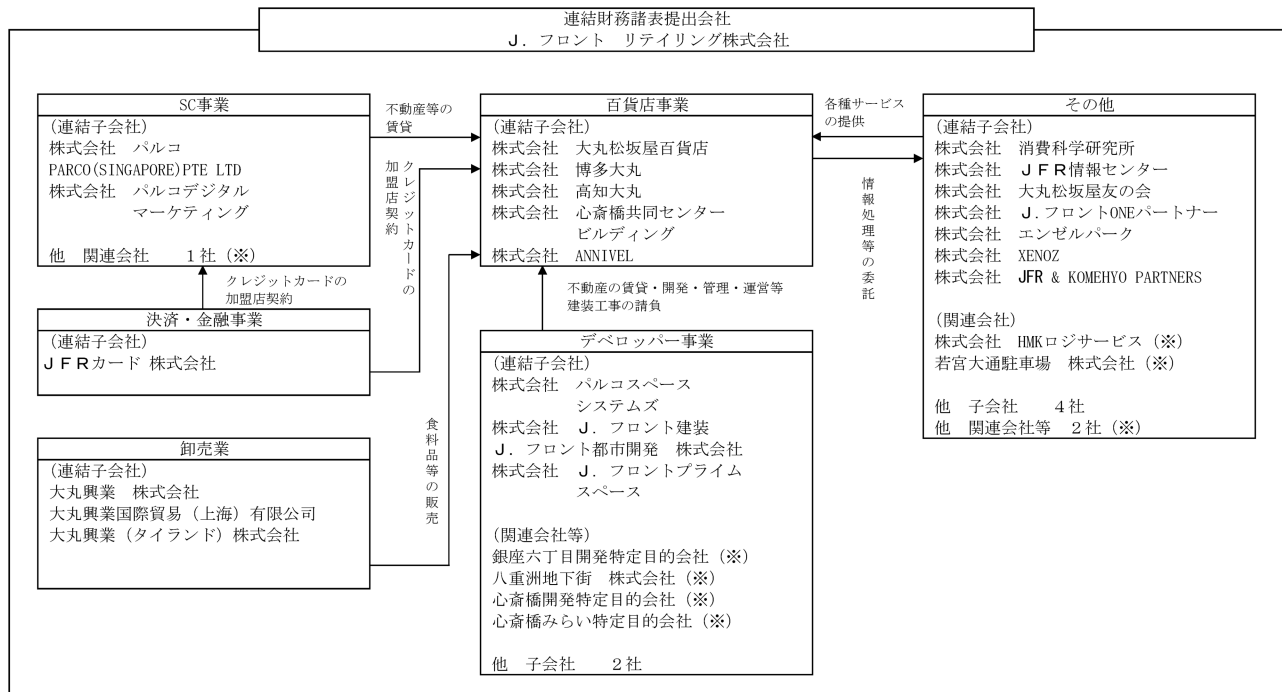 連結財務諸表提出会社
J．フロント　リテイリング株式会社
SC事業
(連結子会社)
株式会社　パルコ
PARCO(SINGAPORE)PTE LTD
株式会社　パルコデジタル
マーケティング
他　関連会社　　1社(※)
クレジットカードの
加盟店契約
決済・金融事業
(連結子会社)
JFRカード 株式会社
卸売業
(連結子会社)
大丸興業　株式会社
大丸興業国際貿易（上海）有限公司
大丸興業（タイランド）株式会社
不動産等の
賃貸
クレジットカードの
加盟店契約
食料品等の販売
百貨店事業
(連結子会社)
株式会社　大丸松坂屋百貨店
株式会社　博多大丸
株式会社　高知大丸
株式会社　心斎橋共同センター
ビルディング
株式会社　ANNIVEL
不動産の賃貸・開発・管理・運営等
建装工事の請負
デベロッパー事業
(連結子会社)
株式会社　パルコスペース
システムズ
株式会社　J．フロント建装
J．フロント都市開発　株式会社
株式会社　J．フロントプライム
スペース
(関連会社等)
銀座六丁目開発特定目的会社(※)
八重洲地下街　株式会社(※)
心斎橋開発特定目的会社(※)
心斎橋みらい特定目的会社(※)
他　子会社　　2社
各種サービス
の提供
情報処理等の委託
その他
(連結子会社)
株式会社　消費科学研究所
株式会社　JFR情報センター
株式会社　大丸松坂屋友の会
株式会社　J.フロントONEパートナー
株式会社　エンゼルパーク
株式会社　XENOZ
株式会社　JFR & KOMEHYO PARTNERS
(関連会社)
株式会社　HMKロジサービス(※)
若宮大通駐車場　株式会社(※)
他　子会社　　4社
他　関連会社等　2社(※)